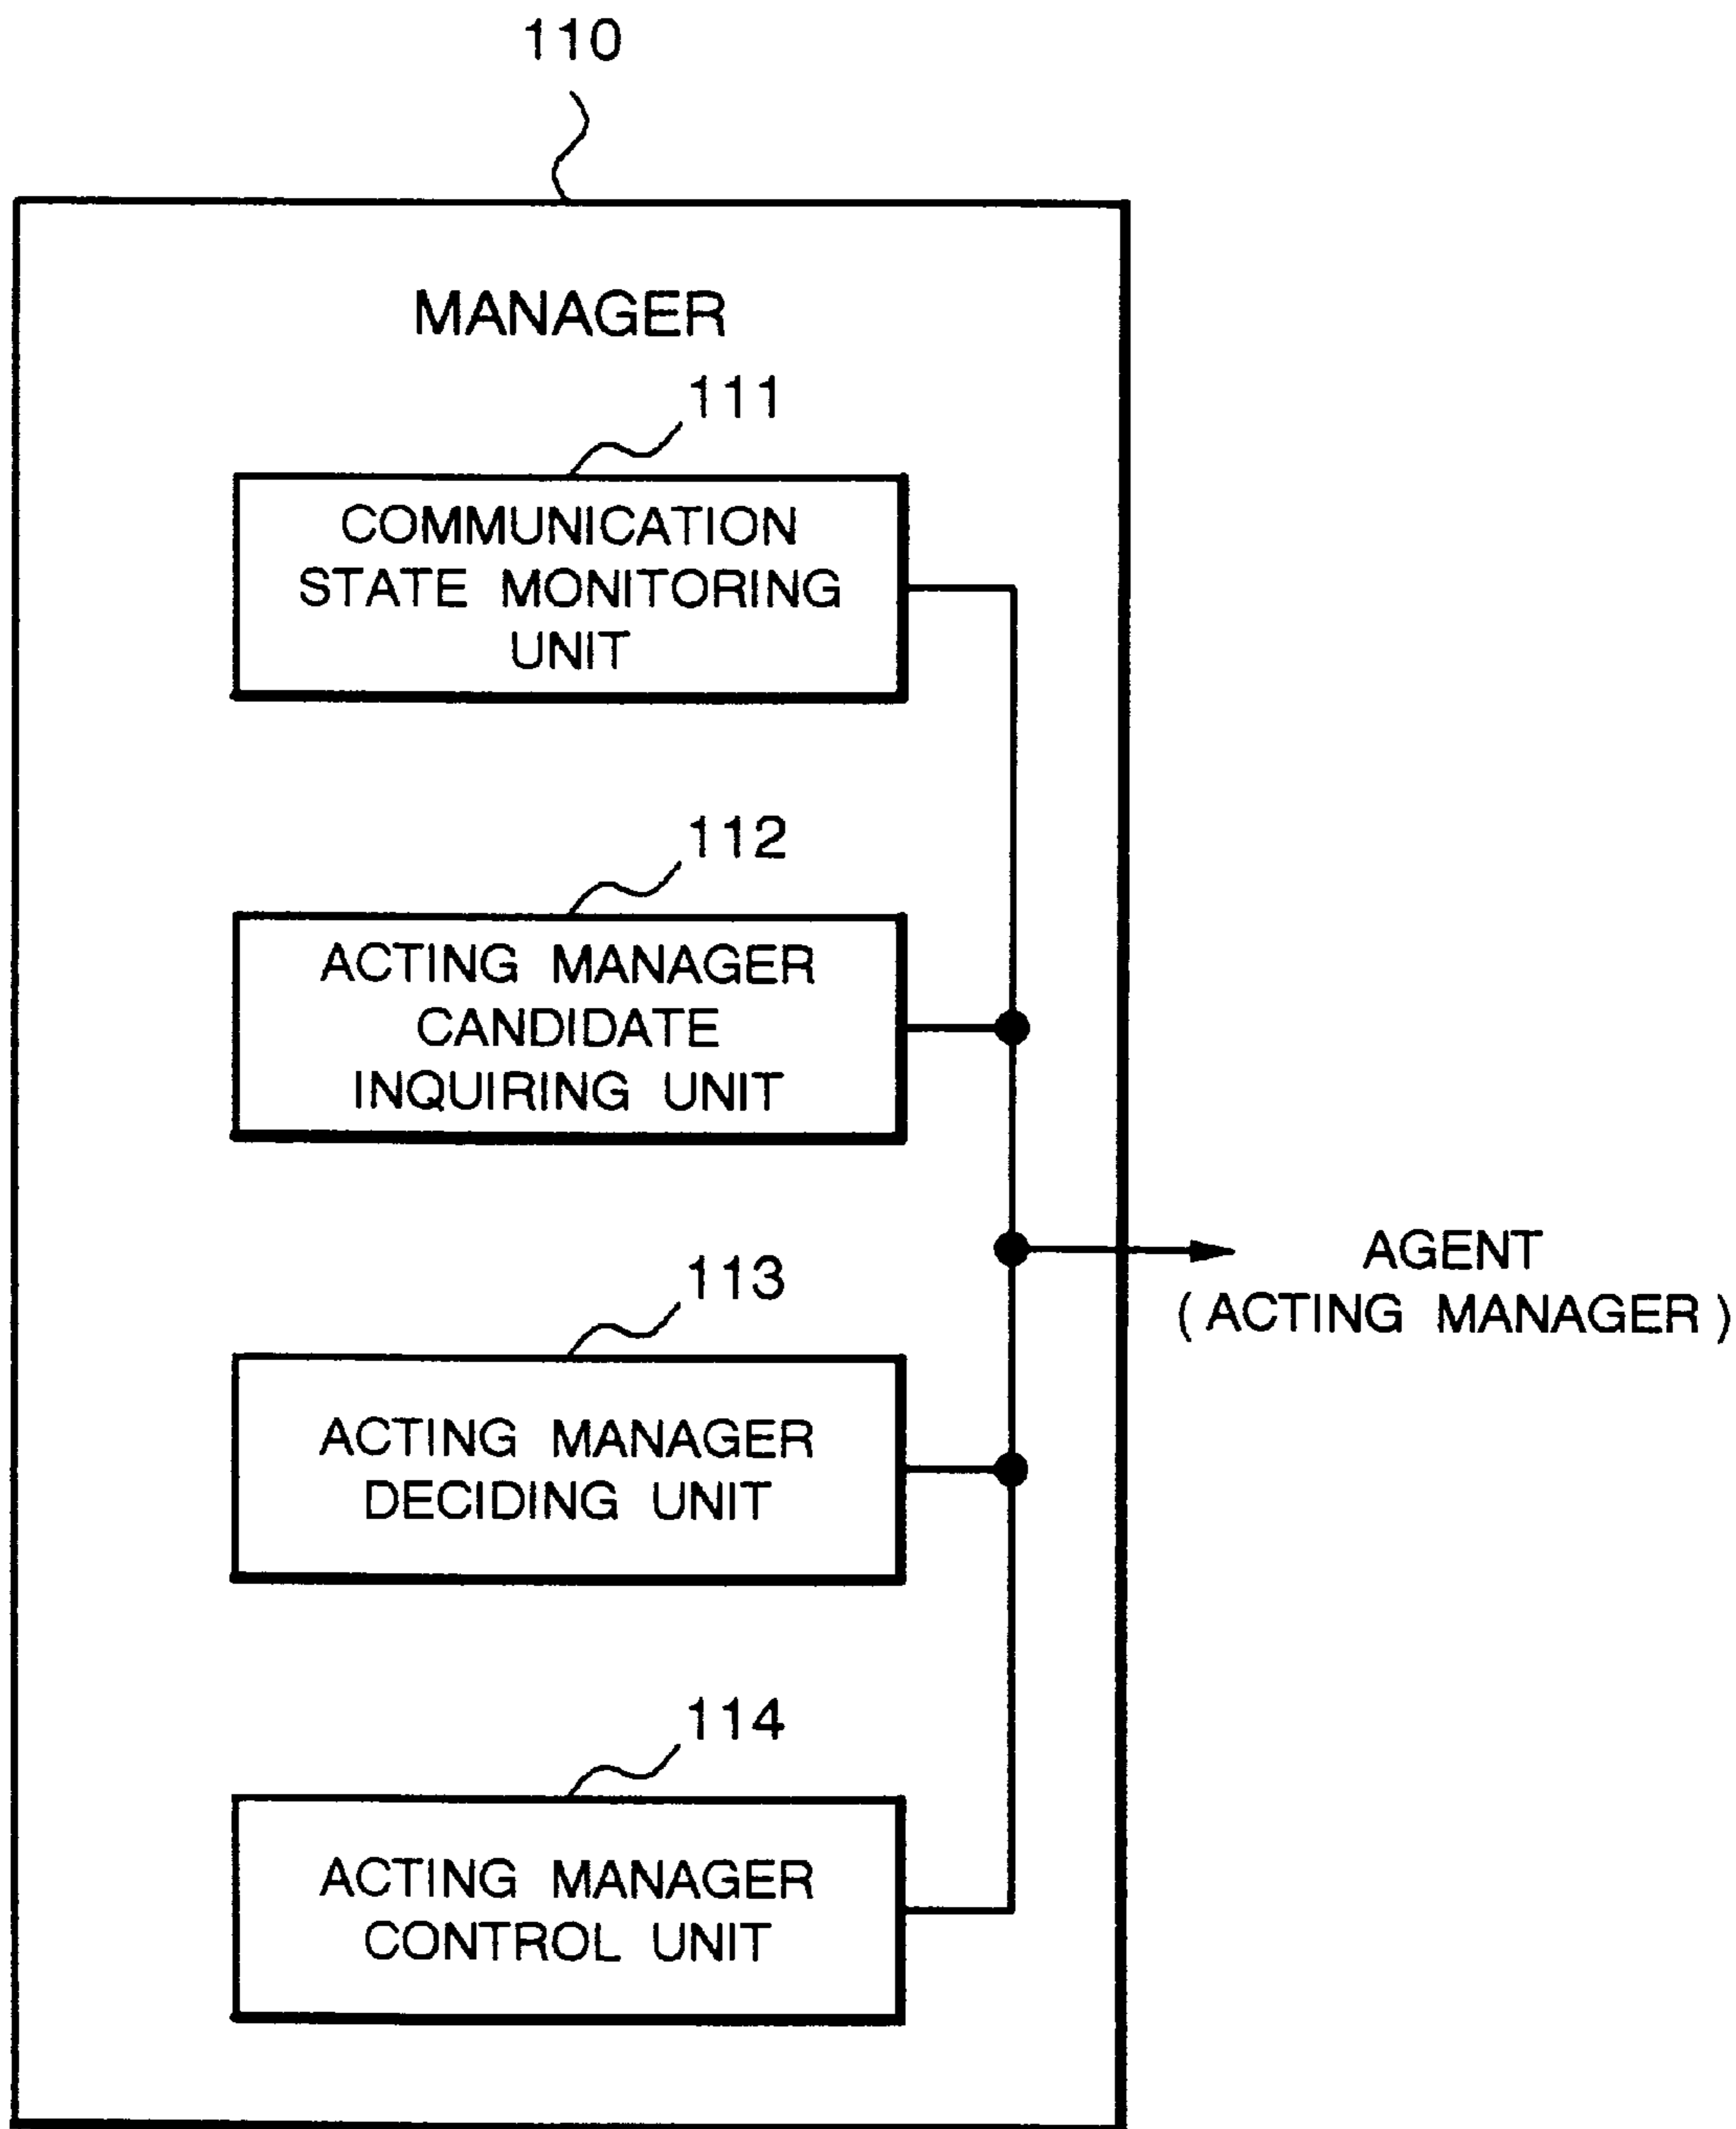 110
MANAGER
111
COMMUNICATION
STATE MONITORING
UNIT
112
ACTING MANAGER
CANDIDATE
INQUIRING UNIT
113
ACTING MANAGER
DECIDING UNIT
114
ACTING MANAGER
CONTROL UNIT
AGENT
( ACTING MANAGER )